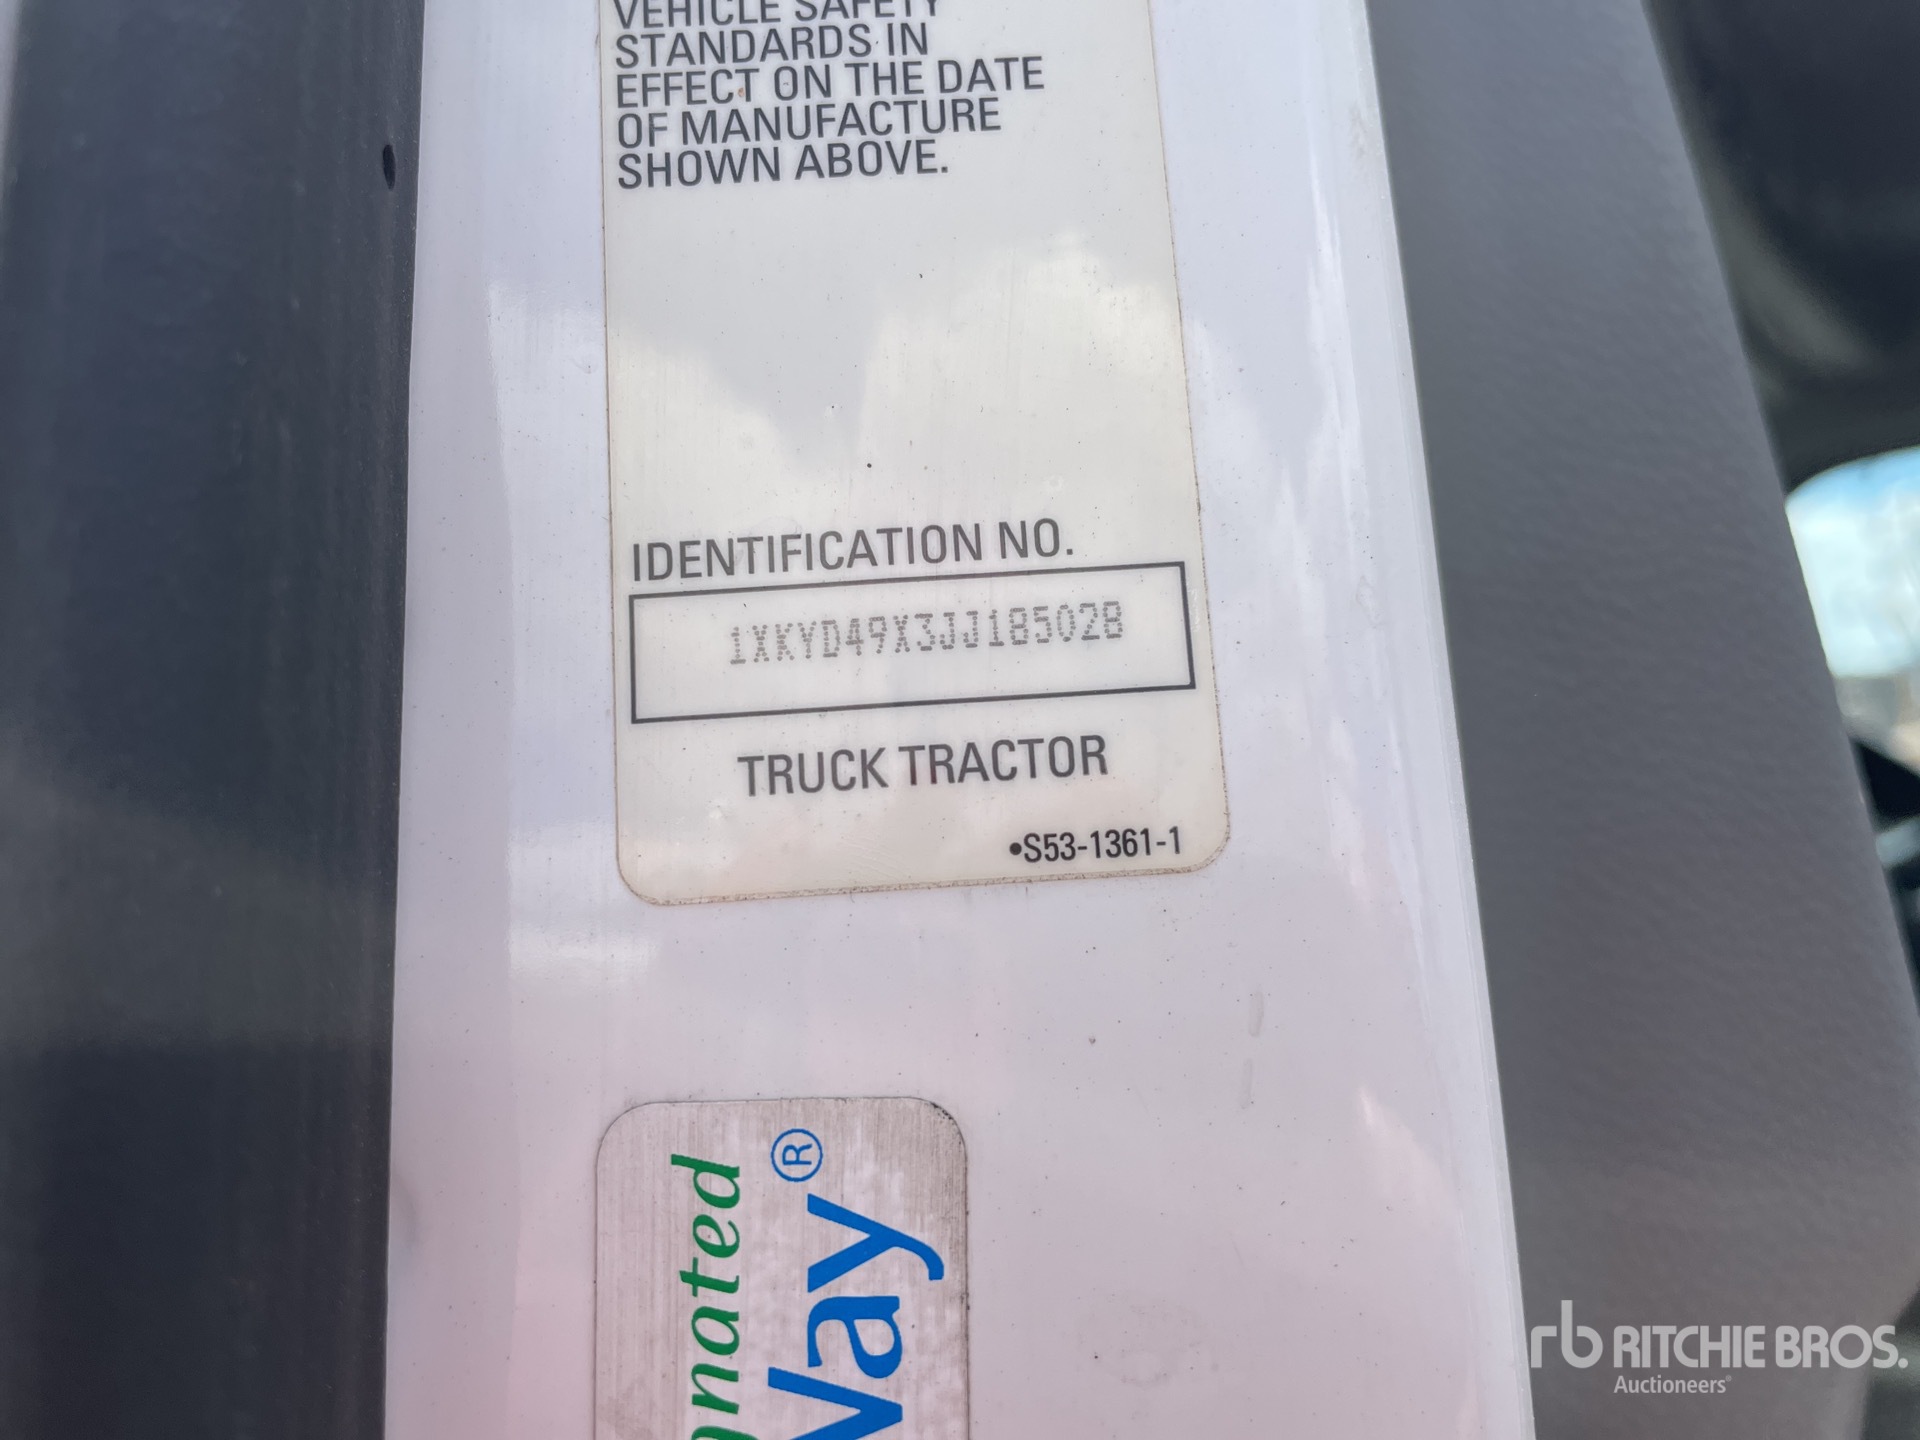 VEHICLE SAFETY
STANDARDS IN
EFFECT ON THE DATE
OF MANUFACTURE
SHOWN ABOVE.
IDENTIFICATION NO.
1XKYD49X3JJ185028
TRUCK TRACTOR
•S53-1361-1
gnated
Way®
rb RITCHIE BROS.
Auctioneers®